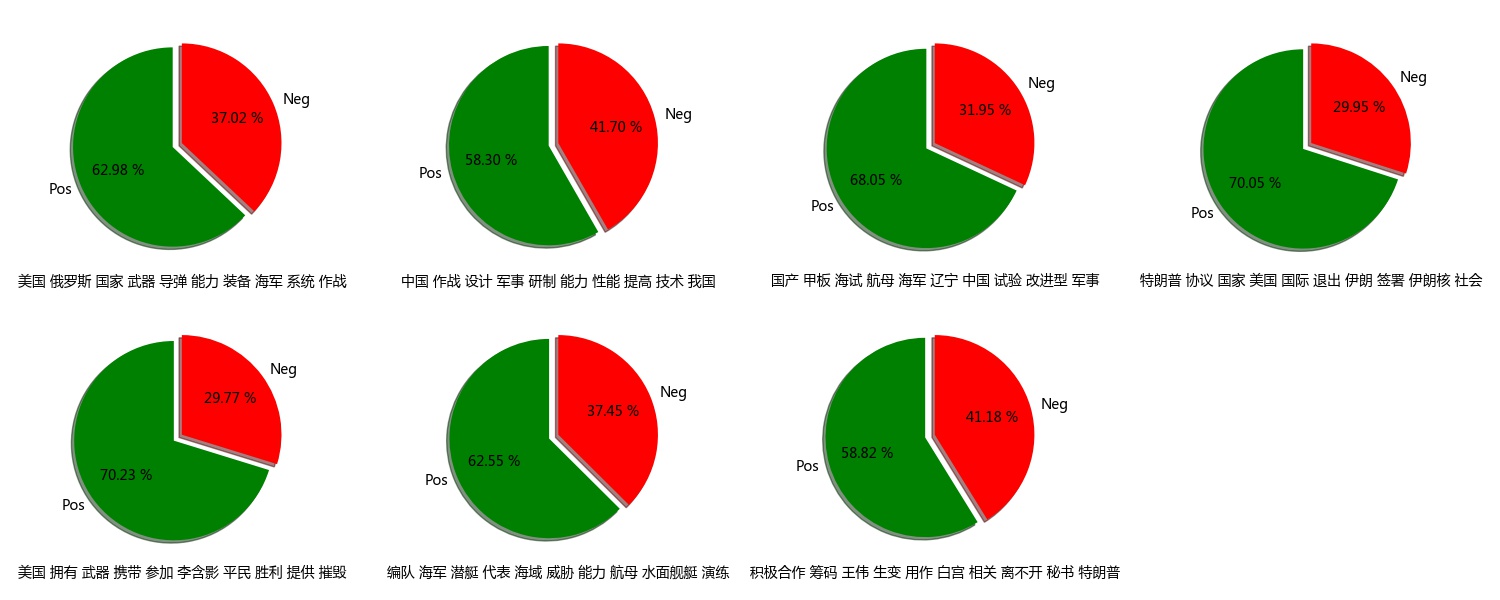 Neg
37.02 %
62.98 %
Pos
美国 俄罗斯 国家 武器 导弹 能力 装备 海军 系统 作战
Neg
41.70 %
58.30 %
Pos
中国 作战 设计 军事 研制 能力 性能 提高 技术 我国
Neg
31.95 %
68.05 %
Pos
国产 甲板 海试 航母 海军 辽宁 中国 试验 改进型 军事
Neg
29.95 %
70.05 %
Pos
特朗普 协议 国家 美国 国际 退出 伊朗 签署 伊朗核 社会
Neg
29.77 %
70.23 %
Pos
美国 拥有 武器 携带 参加 李含影 平民 胜利 提供 摧毁
Neg
37.45 %
62.55 %
Pos
编队 海军 潜艇 代表 海域 威胁 能力 航母 水面舰艇 演练
Neg
41.18 %
58.82 %
Pos
积极合作 筹码 王伟 生变 用作 白宫 相关 离不开 秘书 特朗普